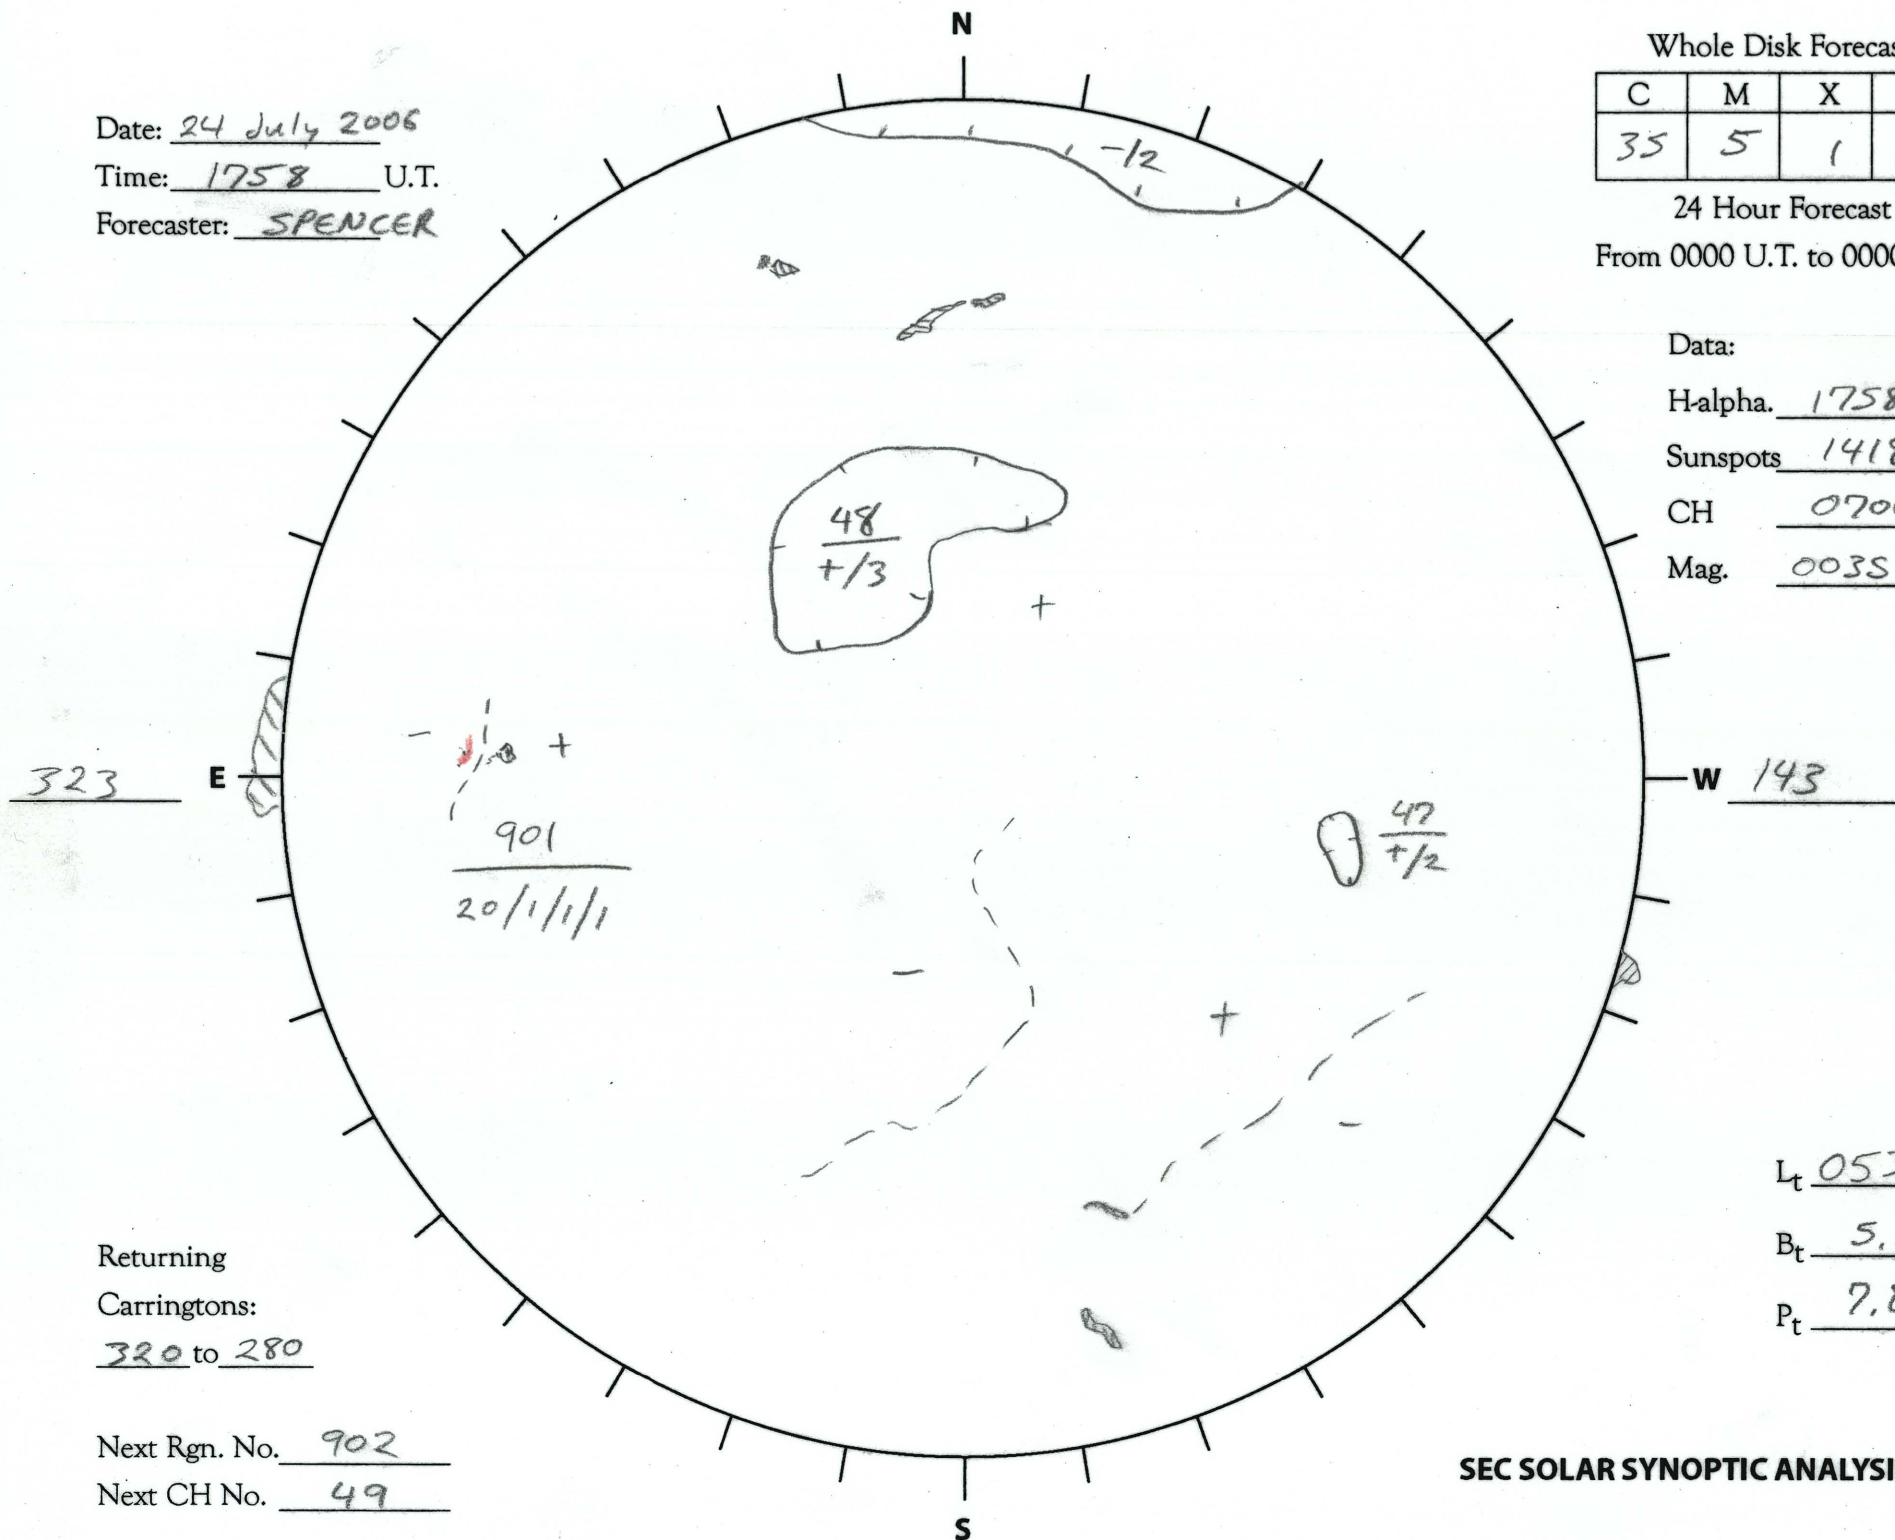 N
Whole Disk Forecas
C M X
35 5 1
24 Hour Forecast
From 0000 U.T. to 000
Date: 24 July 2006
Time: 1758 U.T.
Forecaster: SPENCER
-/2
Data:
H-alpha. 1758
Sunspots 1418
CH 070
Mag. 0035
48
+/3
+
- +
323 E
W 143
901
20/1/1/1
47
+/2
-
+
-
Lt 05
Bt 5.
Pt 7.
Returning
Carringtons:
320 to 280
Next Rgn. No. 902
Next CH No. 49
SEC SOLAR SYNOPTIC ANALYSI
S